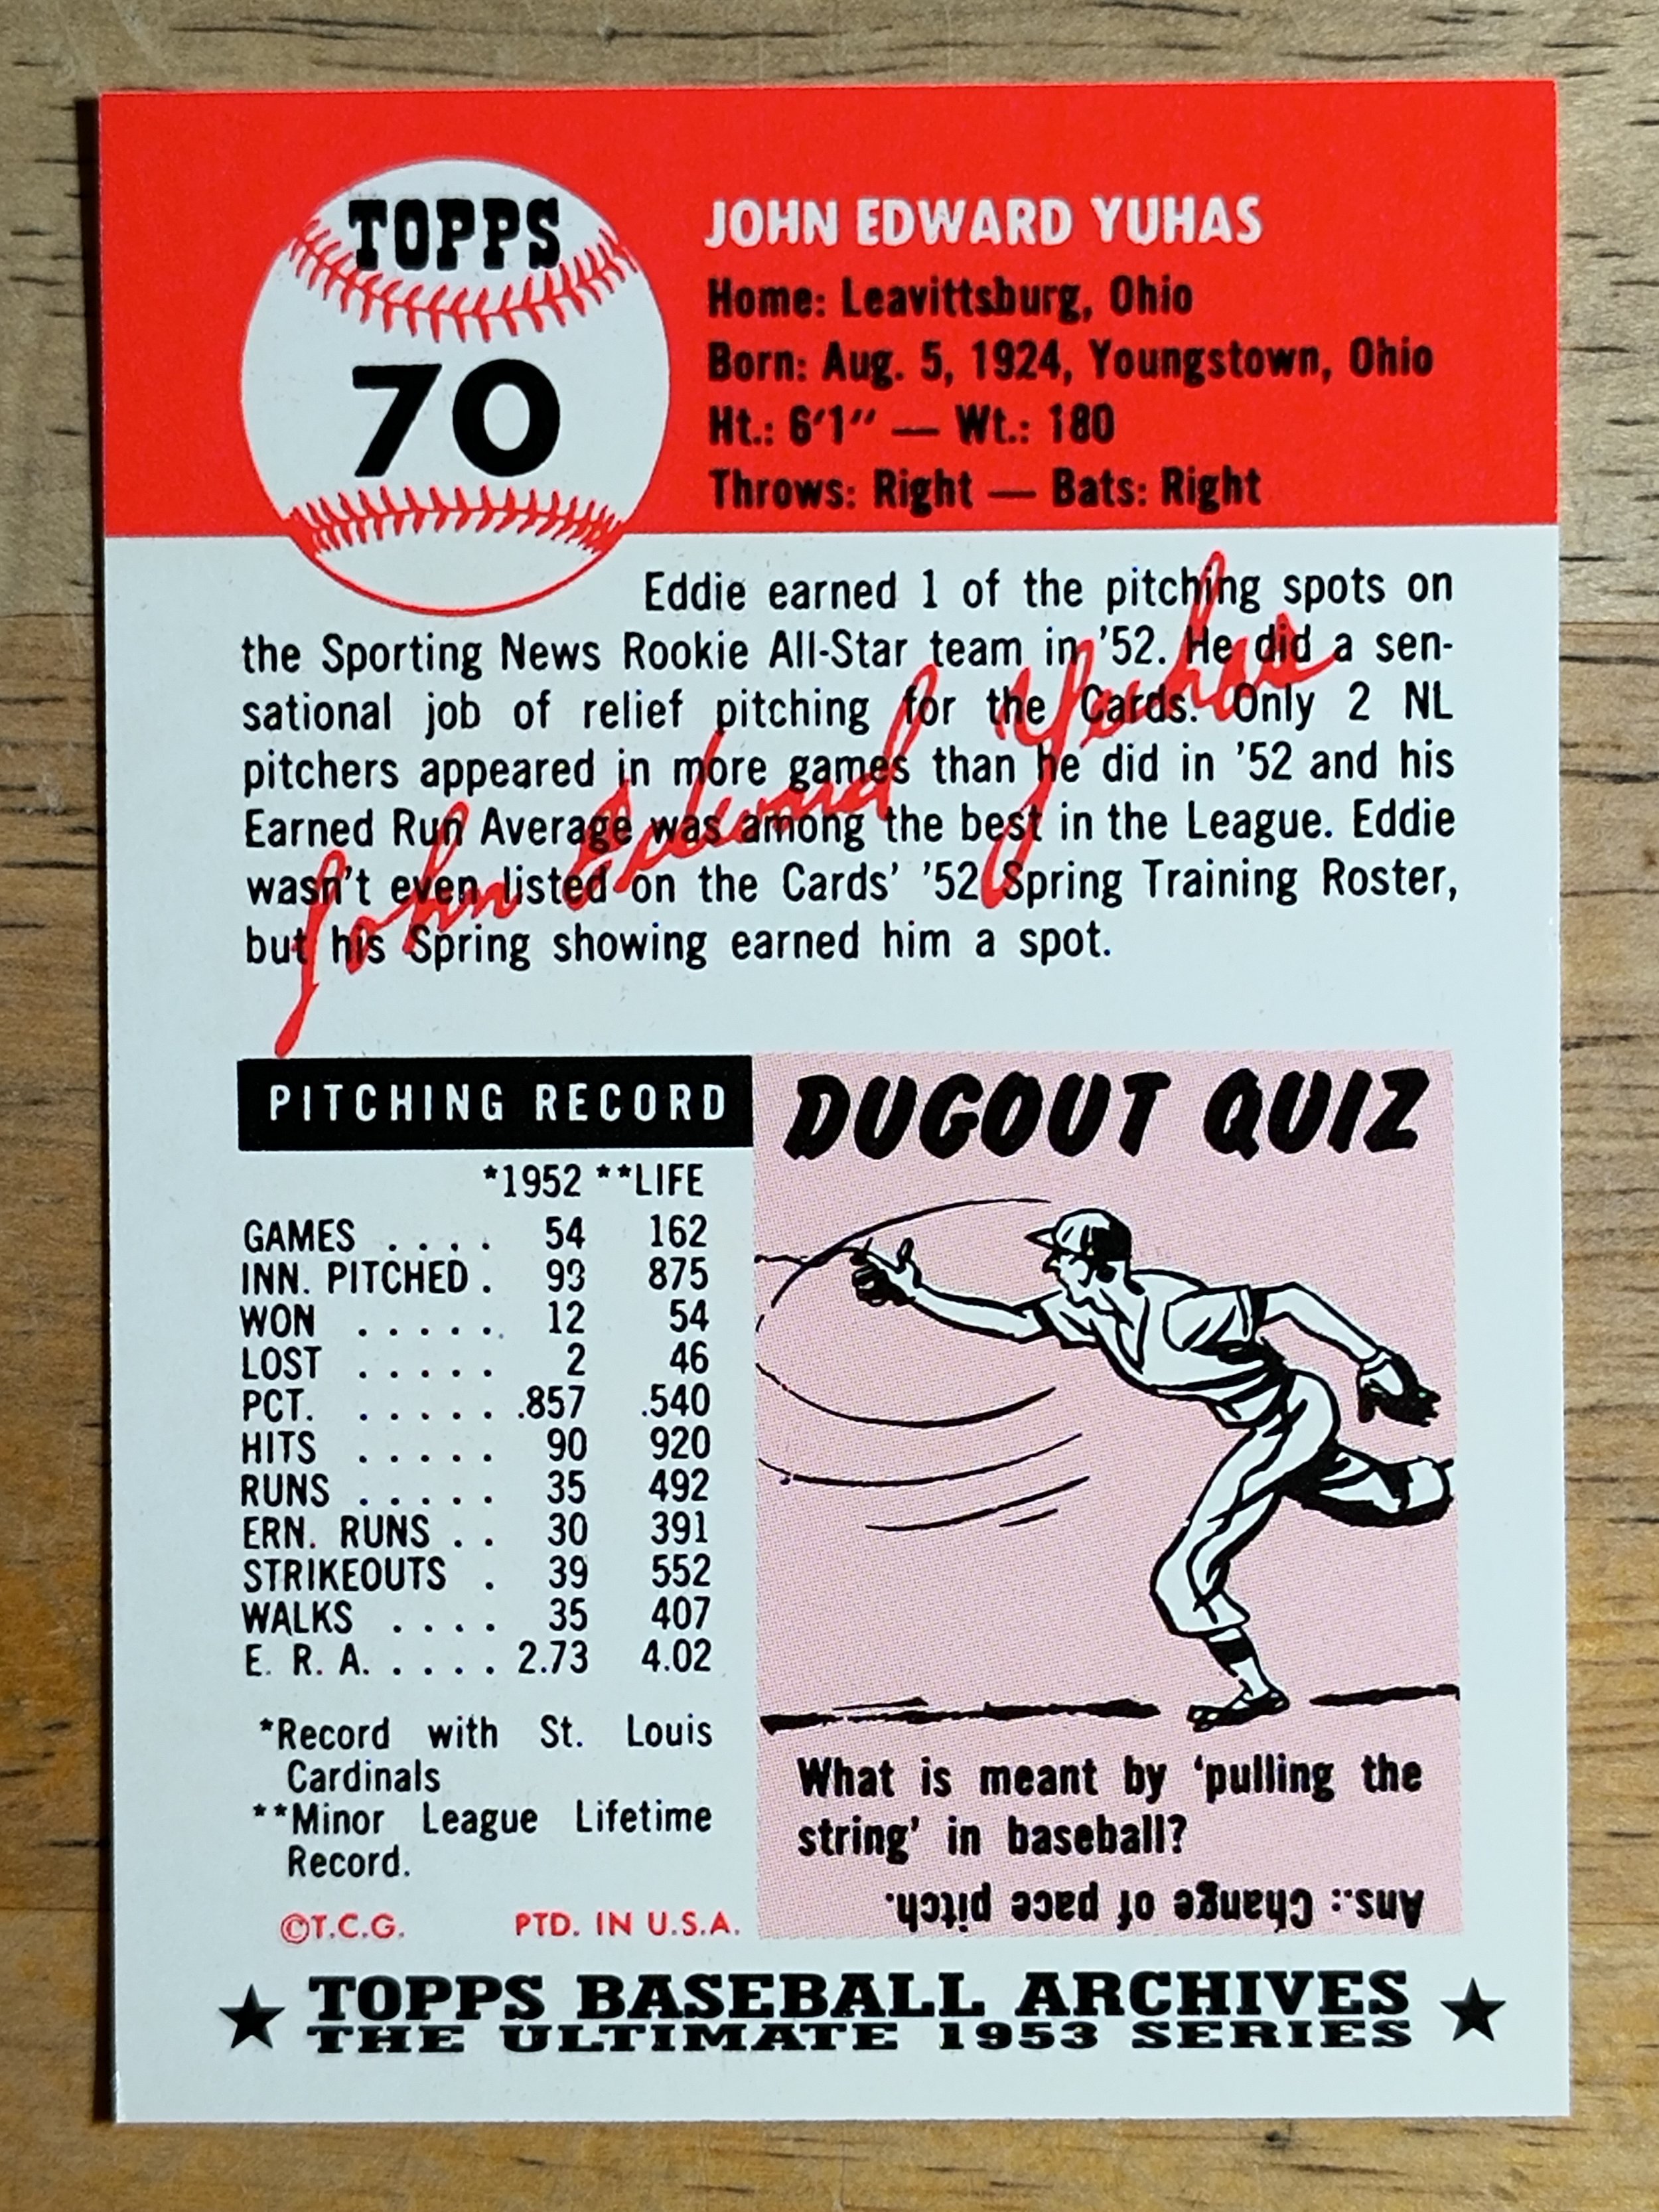 TOPPS
70
JOHN EDWARD YUHAS
Home: Leavittsburg, Ohio
Born: Aug. 5, 1924, Youngstown, Ohio
Ht.: 6'1" — Wt.: 180
Throws: Right — Bats: Right
Eddie earned 1 of the pitching spots on
the Sporting News Rookie All-Star team in '52. He did a sen-
sational job of relief pitching for the Cards. Only 2 NL
pitchers appeared in more games than he did in '52 and his
Earned Run Average was among the best in the League. Eddie
wasn't even listed on the Cards' '52 Spring Training Roster,
but his Spring showing earned him a spot.
John Edward Yuhas
PITCHING RECORD
*1952 **LIFE
GAMES . . . . 54 162
INN. PITCHED . 99 875
WON . . . . . 12 54
LOST . . . . . 2 46
PCT. . . . . . .857 .540
HITS . . . . . 90 920
RUNS . . . . . 35 492
ERN. RUNS . . 30 391
STRIKEOUTS . 39 552
WALKS . . . . 35 407
E. R. A. . . . . 2.73 4.02
*Record with St. Louis
Cardinals
**Minor League Lifetime
Record.
©T.C.G. PTD. IN U.S.A.
DUGOUT QUIZ
What is meant by 'pulling the
string' in baseball?
Ans.: Change of pace pitch.
★ TOPPS BASEBALL ARCHIVES ★
THE ULTIMATE 1953 SERIES